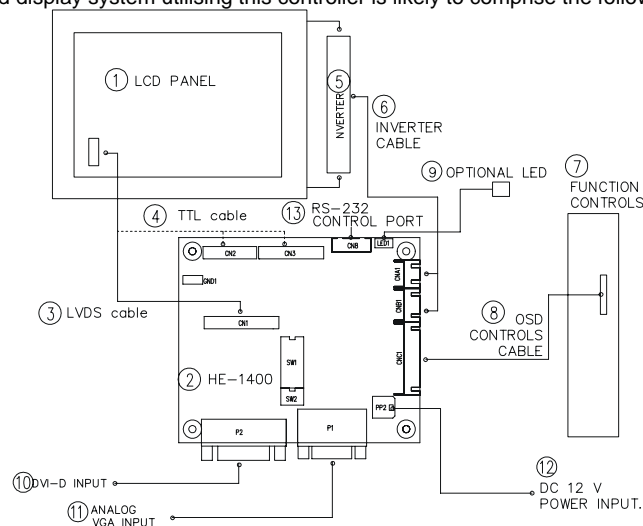 d display system utilising this controller is likely to comprise the follow
1 LCD PANEL
5
NVERTER
6
INVERTER
CABLE
9 OPTIONAL LED
7
FUNCTION
CONTROLS
4 TTL cable
13 RS-232
CONTROL PORT
CN2
CN3
CN8
LED1
CNA1
GND1
CNB1
3 LVDS cable
CN1
8 OSD
CONTROLS
CABLE
CNC1
SW1
2 HE-1400
SW2
PP2
P2
P1
10 DVI-D INPUT
11 ANALOG
VGA INPUT
12
DC 12 V
POWER INPUT.